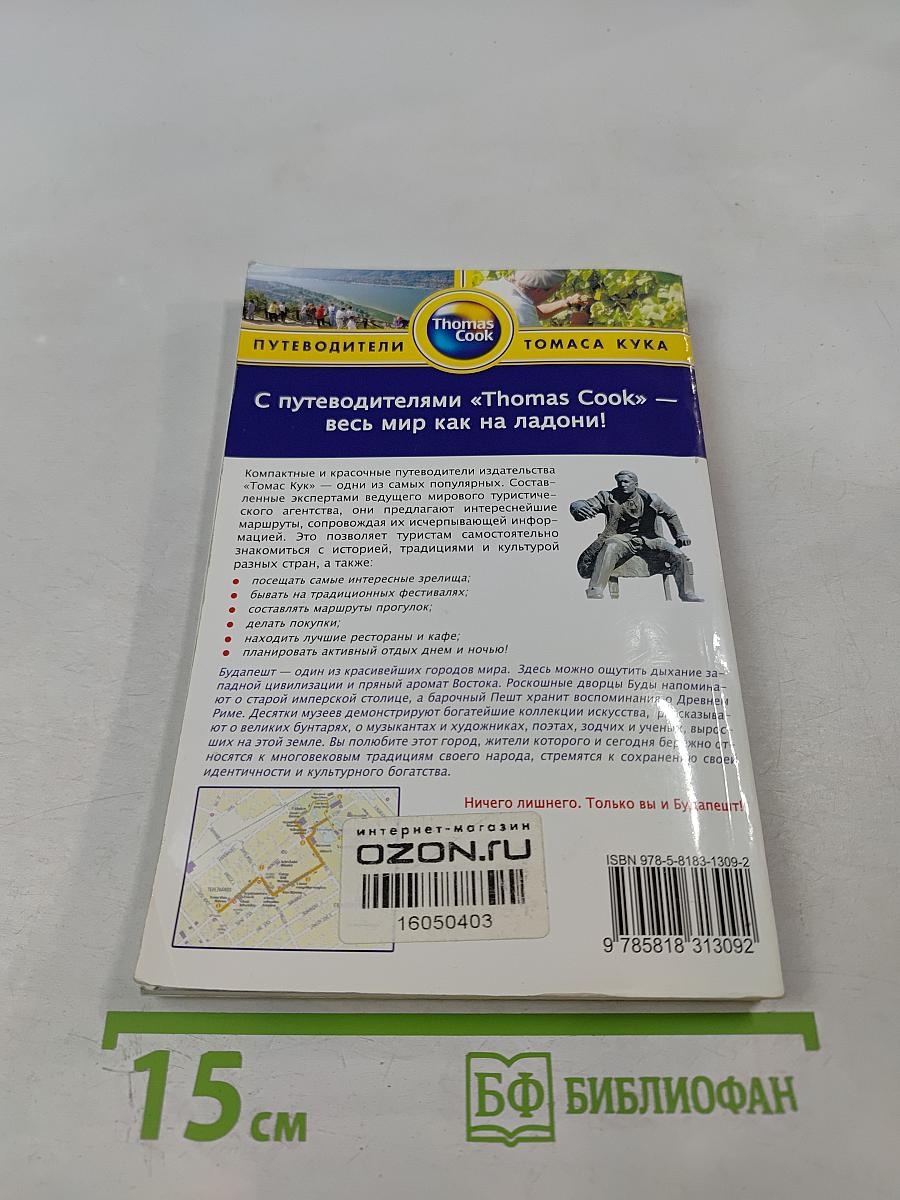 Thomas
Cook
ПУТЕВОДИТЕЛИ
ТОМАСА КУКА
С путеводителями «Thomas Cook» —
весь мир как на ладони!
Компактные и красочные путеводители издательства
«Томас Кук» — одни из самых популярных. Состав-
ленные экспертами ведущего мирового туристиче-
ского агентства, они предлагают интереснейшие
маршруты, сопровождая их исчерпывающей инфор-
мацией. Это позволяет туристам самостоятельно
знакомиться с историей, традициями и культурой
разных стран, а также:
• посещать самые интересные зрелища;
• бывать на традиционных фестивалях;
• составлять маршруты прогулок;
• делать покупки;
• находить лучшие рестораны и кафе;
• планировать активный отдых днем и ночью!
Будапешт — один из красивейших городов мира. Здесь можно ощутить дыхание за-
падной цивилизации и пряный аромат Востока. Роскошные дворцы Буды напомина-
ют о старой имперской столице, а барочный Пешт хранит воспоминания о Древнем
Риме. Десятки музеев демонстрируют богатейшие коллекции искусства, рассказыва-
ют о великих бунтарях, о музыкантах и художниках, поэтах, зодчих и ученых, вырос-
ших на этой земле. Вы полюбите этот город, жители которого и сегодня бережно от-
носятся к многовековым традициям своего народа, стремятся к сохранению своей
идентичности и культурного богатства.
Ничего лишнего. Только вы и Будапешт!
интернет-магазин
OZON.ru
16050403
ISBN 978-5-8183-1309-2
9 785818 313092
15 см
БФ БИБЛИОФАН